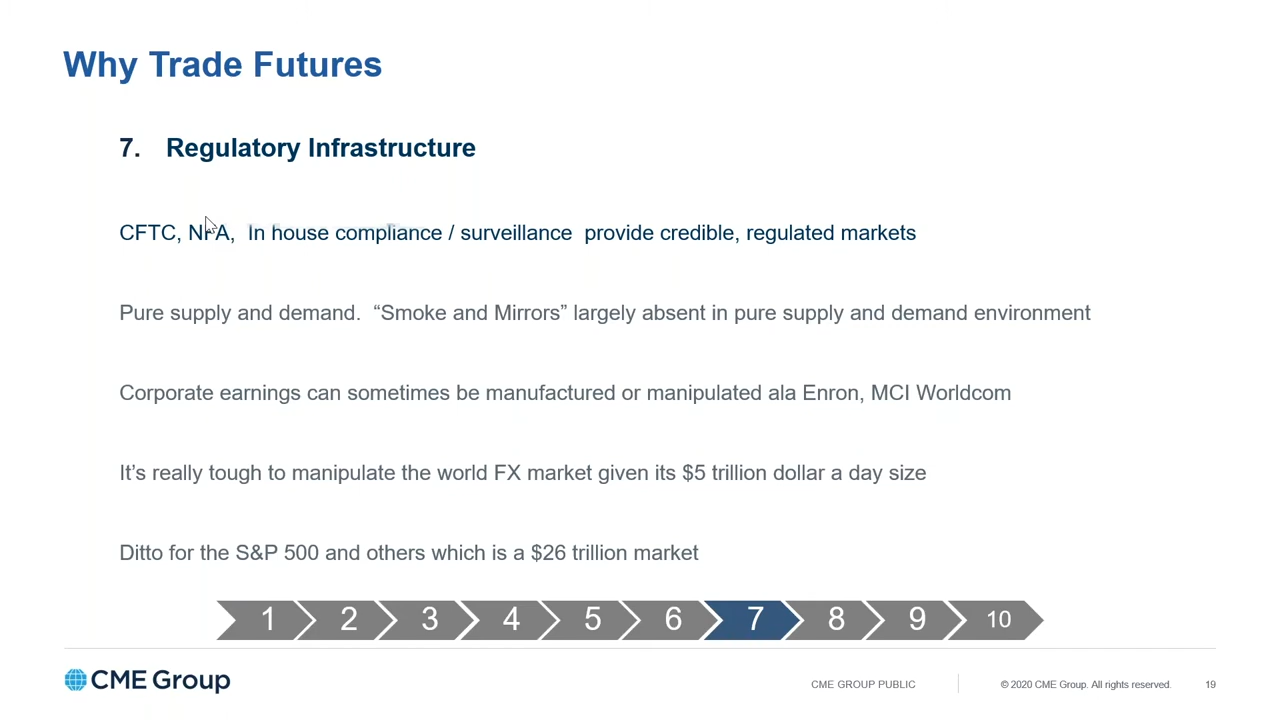 Why Trade Futures
7. Regulatory Infrastructure
CFTC, NFA, In house compliance / surveillance provide credible, regulated markets
Pure supply and demand. “Smoke and Mirrors” largely absent in pure supply and demand environment
Corporate earnings can sometimes be manufactured or manipulated ala Enron, MCI Worldcom
It’s really tough to manipulate the world FX market given its $5 trillion dollar a day size
Ditto for the S&P 500 and others which is a $26 trillion market
1 2 3 4 5 6 7 8 9 10
CME Group
CME GROUP PUBLIC
© 2020 CME Group. All rights reserved.
19